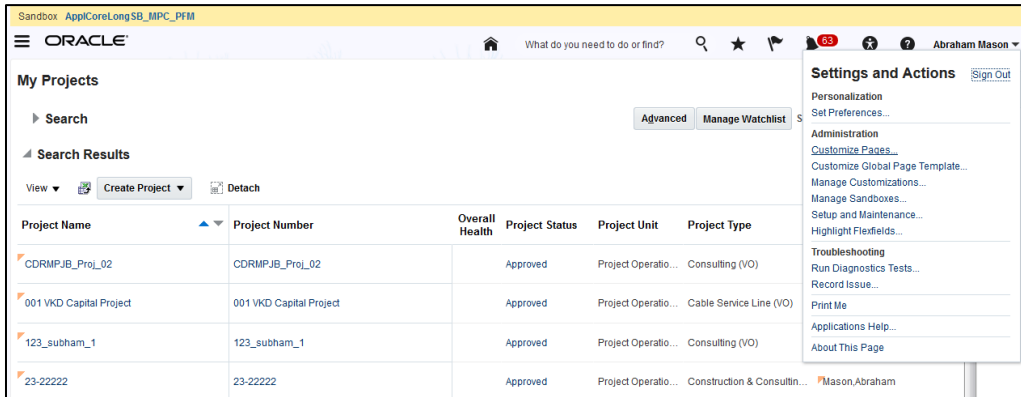 Sandbox ApplCoreLongSB_MPC_PFM
ORACLE
What do you need to do or find?
63
Abraham Mason
My Projects
Search
Advanced
Manage Watchlist
S
Search Results
View
Create Project
Detach
Project Name
Project Number
Overall Health
Project Status
Project Unit
Project Type
CDRMPJB_Proj_02
CDRMPJB_Proj_02
Approved
Project Operatio...
Consulting (VO)
001 VKD Capital Project
001 VKD Capital Project
Approved
Project Operatio...
Cable Service Line (VO)
123_subham_1
123_subham_1
Approved
Project Operatio...
Consulting (VO)
23-22222
23-22222
Approved
Project Operatio...
Construction & Consultin...
Mason,Abraham
Settings and Actions
Sign Out
Personalization
Set Preferences...
Administration
Customize Pages...
Customize Global Page Template...
Manage Customizations...
Manage Sandboxes...
Setup and Maintenance...
Highlight Flexfields...
Troubleshooting
Run Diagnostics Tests...
Record Issue...
Print Me
Applications Help...
About This Page